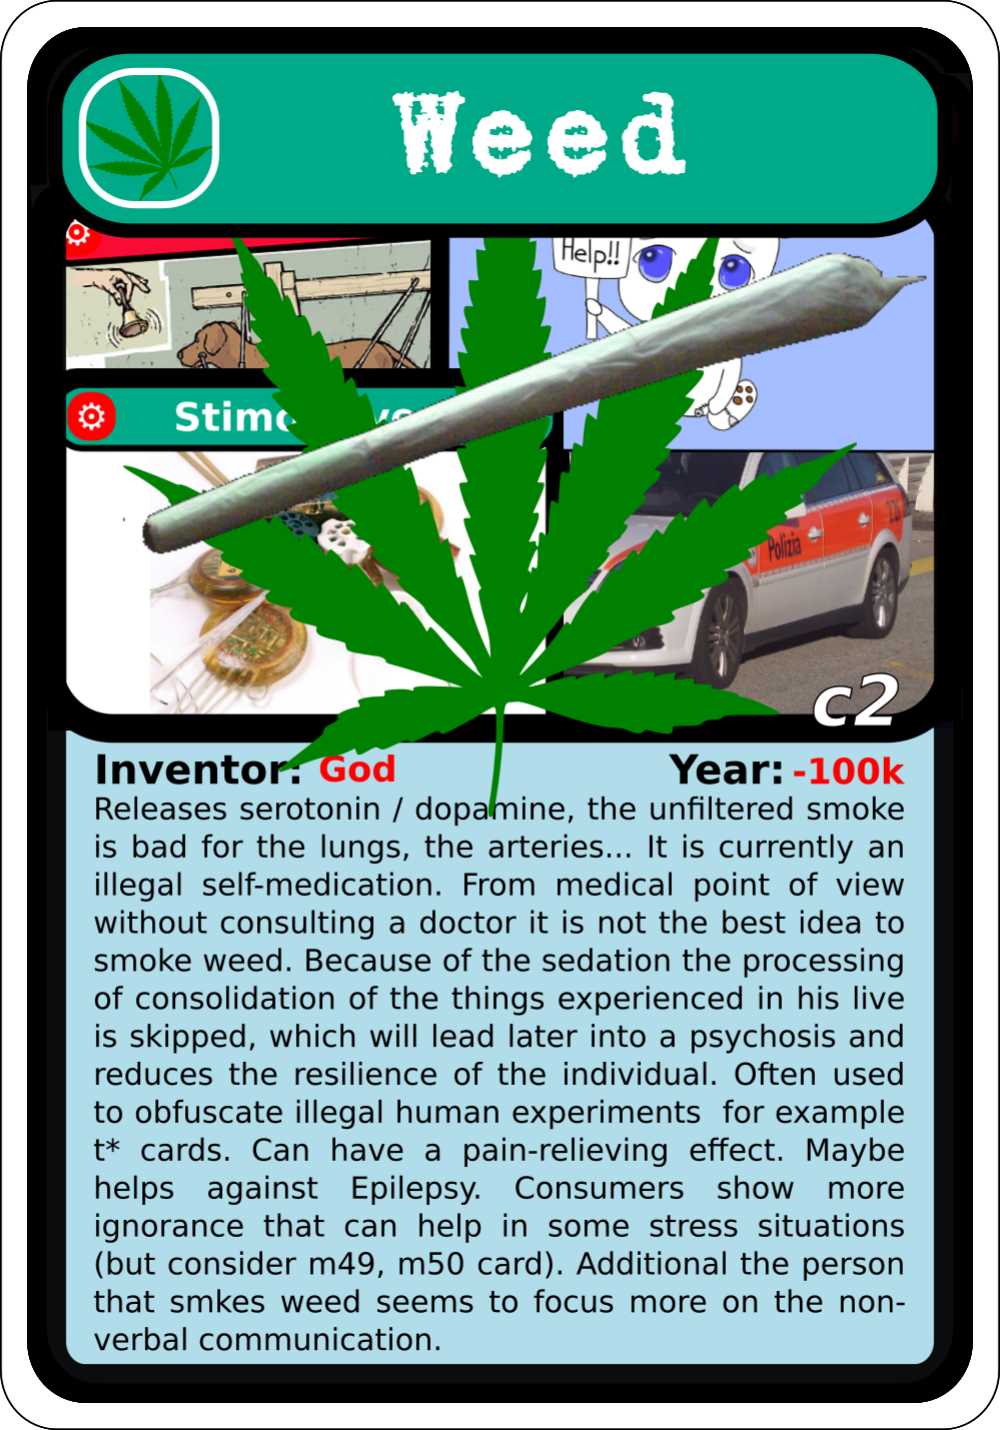 Weed
Help!!
Stimo
Polizia
c2
Inventor: God Year: -100k
Releases serotonin / dopamine, the unfiltered smoke
is bad for the lungs, the arteries... It is currently an
illegal self-medication. From medical point of view
without consulting a doctor it is not the best idea to
smoke weed. Because of the sedation the processing
of consolidation of the things experienced in his live
is skipped, which will lead later into a psychosis and
reduces the resilience of the individual. Often used
to obfuscate illegal human experiments  for example
t* cards. Can have a pain-relieving effect. Maybe
helps against Epilepsy. Consumers show more
ignorance that can help in some stress situations
(but consider m49, m50 card). Additional the person
that smkes weed seems to focus more on the non-
verbal communication.